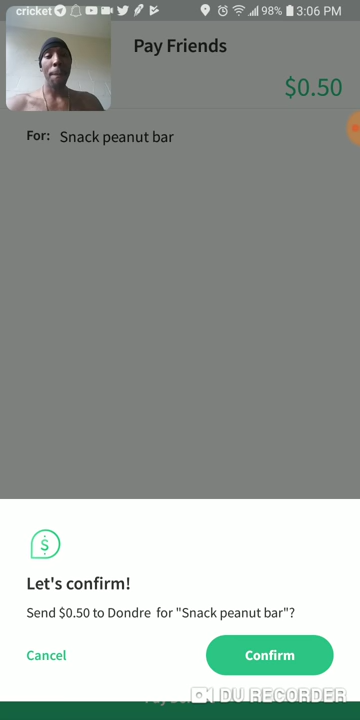 cricket 98% 3:06 PM
Pay Friends
$0.50
For: Snack peanut bar
Let's confirm!
Send $0.50 to Dondre for "Snack peanut bar"?
Cancel Confirm
DU RECORDER